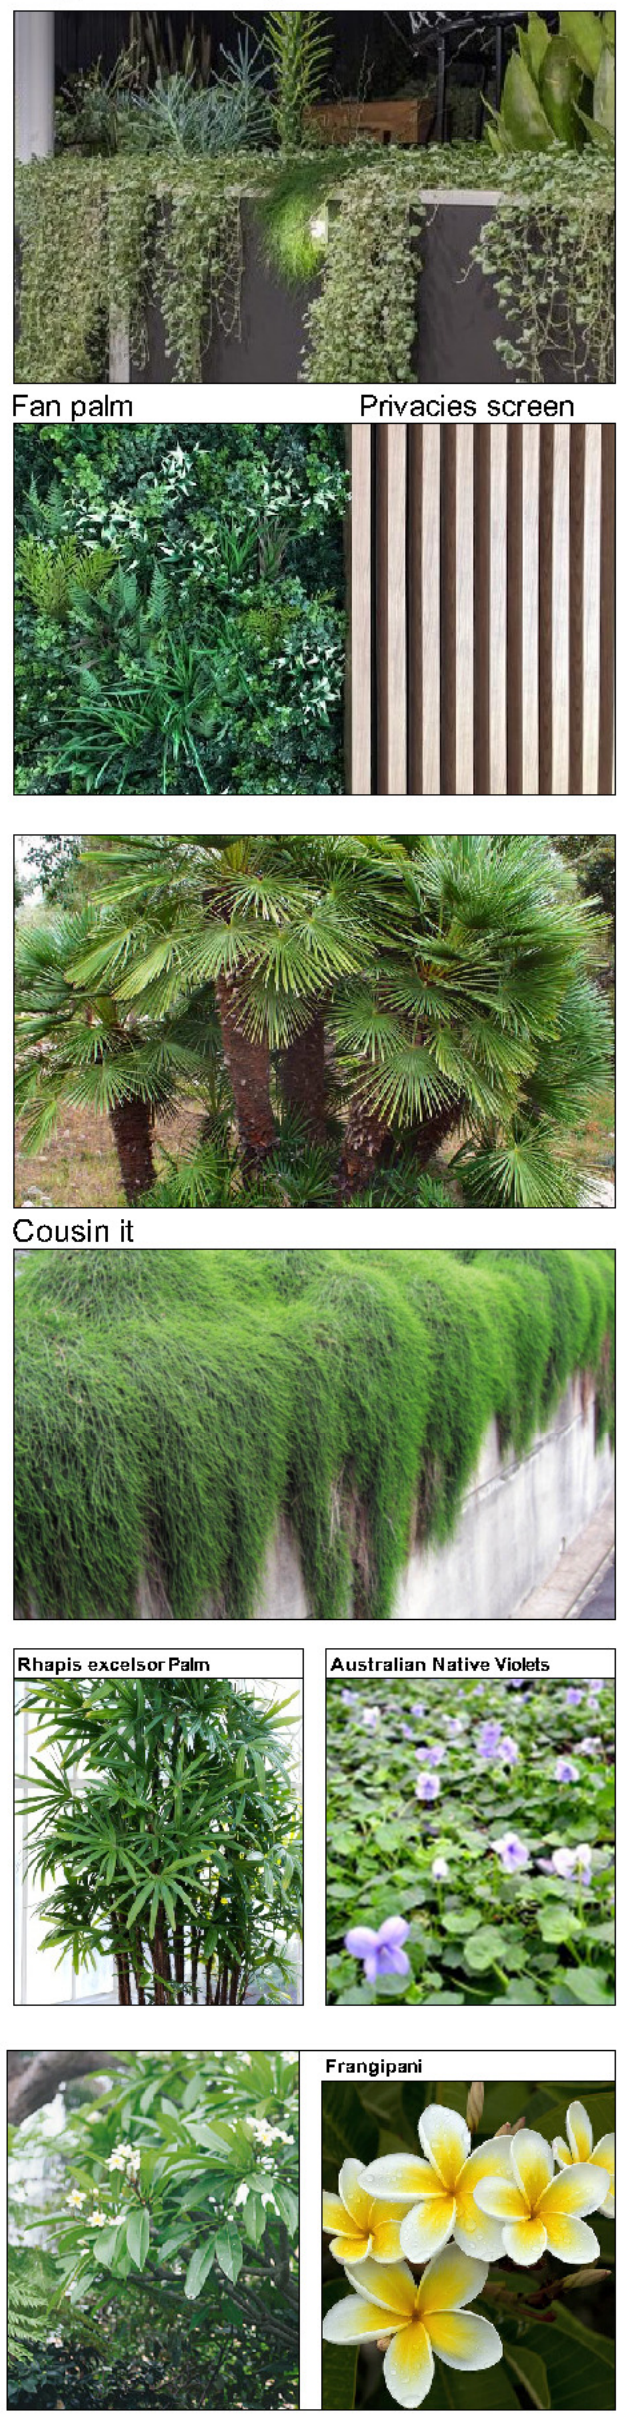 Fan palm
Privacies screen
Cousin it
Rhapis excelsor Palm
Australian Native Violets
Frangipani